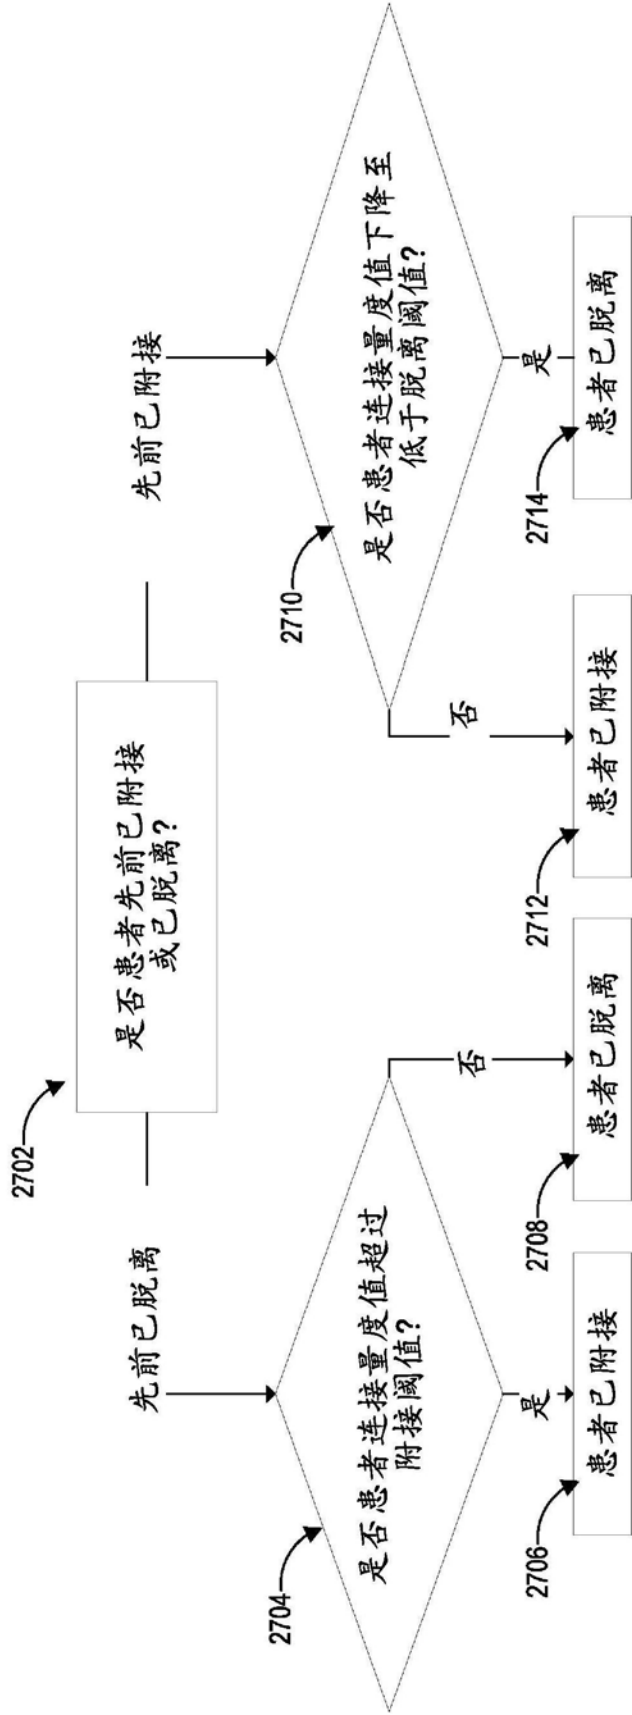 2702
是否患者先前已附接
或已脱离?
先前已脱离
先前已附接
2704
是否患者连接量度值超过
附接阈值?
2710
是否患者连接量度值下降至
低于脱离阈值?
是
否
否
是
2706
患者已附接
2708
患者已脱离
2712
患者已附接
2714
患者已脱离